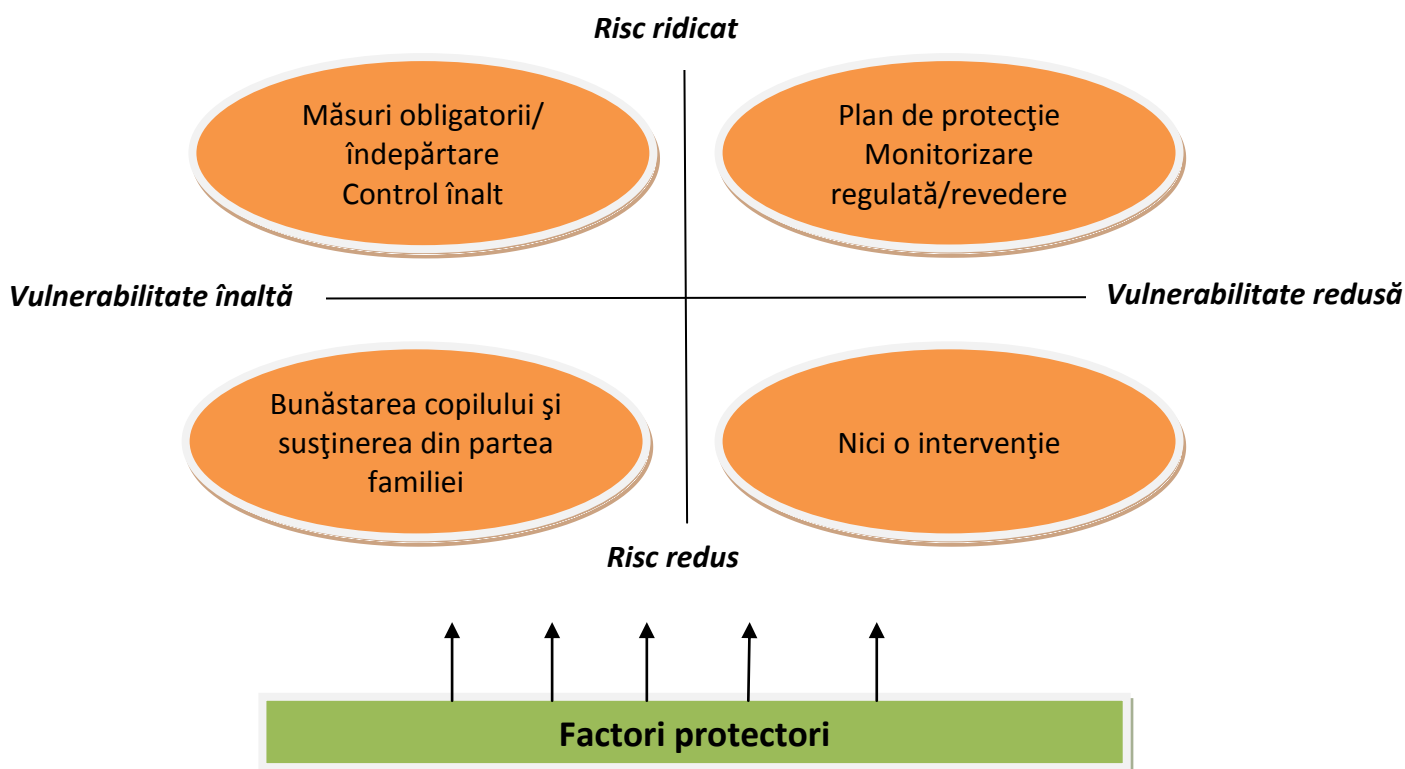 Risc ridicat
Măsuri obligatorii/
îndepărtare
Control înalt
Plan de protecţie
Monitorizare
regulată/revedere
Vulnerabilitate înaltă
Vulnerabilitate redusă
Bunăstarea copilului şi
susţinerea din partea
familiei
Nici o intervenţie
Risc redus
Factori protectori